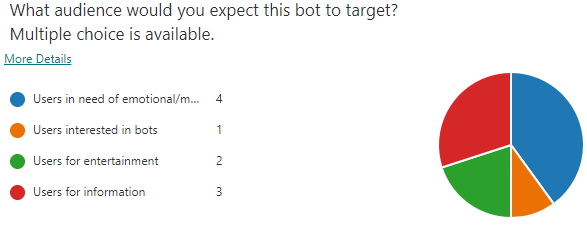 What audience would you expect this bot to target?
Multiple choice is available.
More Details
Users in need of emotional/m... 4
Users interested in bots 1
Users for entertainment 2
Users for information 3